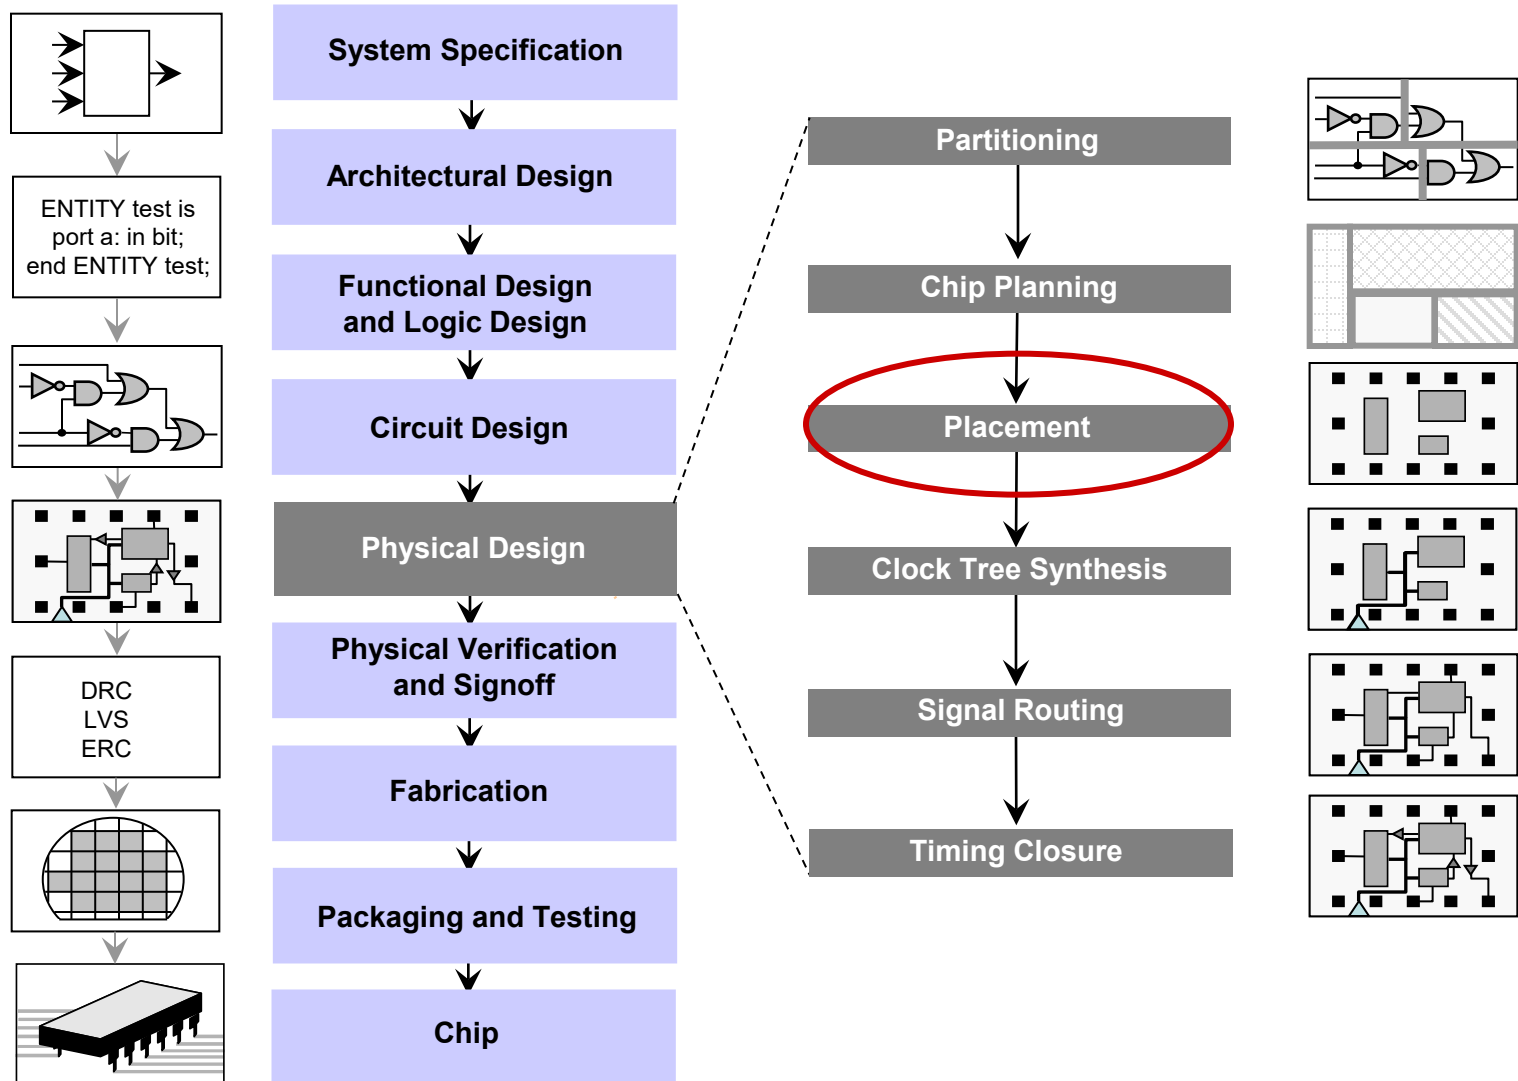 ENTITY test is
port a: in bit;
end ENTITY test;
DRC
LVS
ERC
System Specification
Architectural Design
Functional Design
and Logic Design
Circuit Design
Physical Design
Physical Verification
and Signoff
Fabrication
Packaging and Testing
Chip
Partitioning
Chip Planning
Placement
Clock Tree Synthesis
Signal Routing
Timing Closure